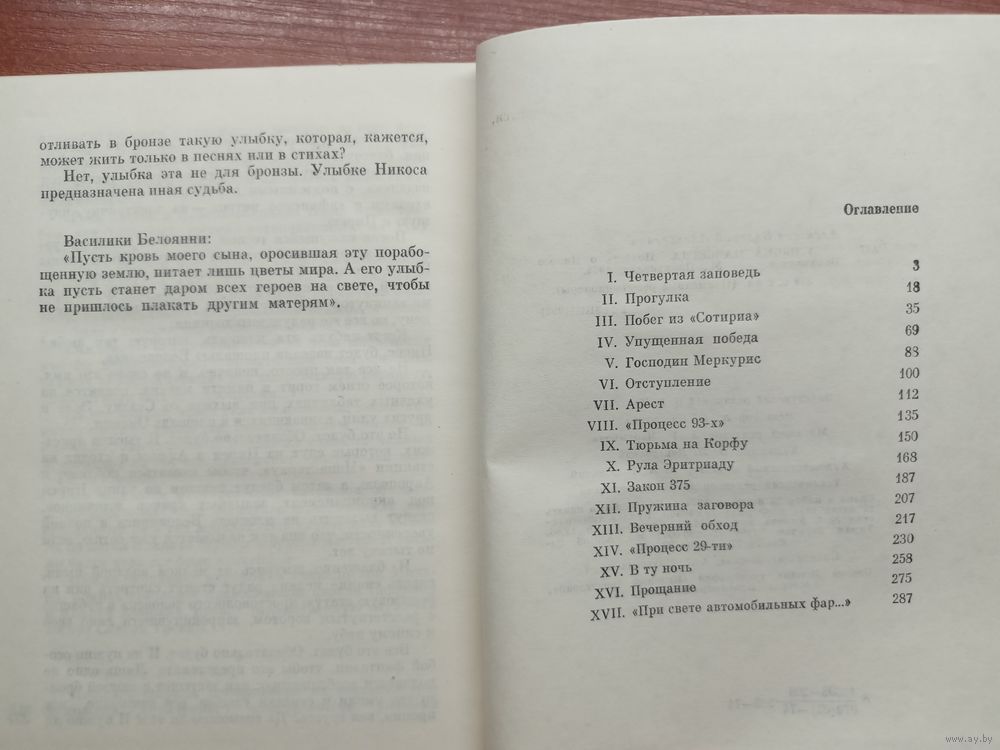 отливать в бронзе такую улыбку, которая, кажется,
может жить только в песнях или в стихах?
Нет, улыбка эта не для бронзы. Улыбке Никоса
предназначена иная судьба.
Василики Белоянни:
«Пусть кровь моего сына, оросившая эту порабо-
щенную землю, питает лишь цветы мира. А его улыб-
ка пусть станет даром всех героев на свете, чтобы
не пришлось плакать другим матерям».
Оглавление
I. Четвертая заповедь 3
II. Прогулка 18
III. Побег из «Сотириа» 35
IV. Упущенная победа 69
V. Господин Меркурис 88
VI. Отступление 100
VII. Арест 112
VIII. «Процесс 93-х» 135
IX. Тюрьма на Корфу 150
X. Рула Эритриаду 168
XI. Закон 375 187
XII. Пружина заговора 207
XIII. Вечерний обход 217
XIV. «Процесс 29-ти» 230
XV. В ту ночь 258
XVI. Прощание 275
XVII. «При свете автомобильных фар...» 287
www.ay.by